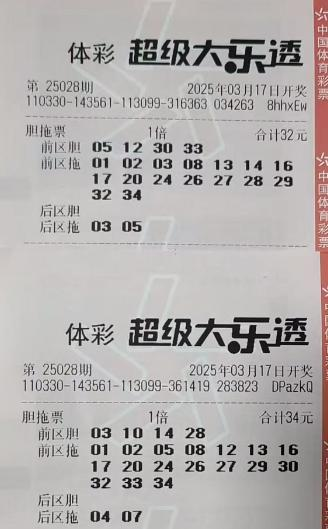 体彩 超级大乐透
第 25028期 2025年03月17日开奖
110330-143561-113099-316363 034263 8hhxEw
胆拖票 1倍 合计32元
前区胆 05 12 30 33
前区拖 01 02 03 08 13 14 16
17 20 24 26 27 28 29
32 34
后区胆
后区拖 03 05
中国体育彩票
中国体育彩票
体彩 超级大乐透
第 25028期 2025年03月17日开奖
110330-143561-113099-361419 283823 DPazkQ
胆拖票 1倍 合计34元
前区胆 03 10 14 28
前区拖 01 02 05 08 12 13 16
17 20 24 26 27 29 30
32 33 34
后区胆
后区拖 04 07